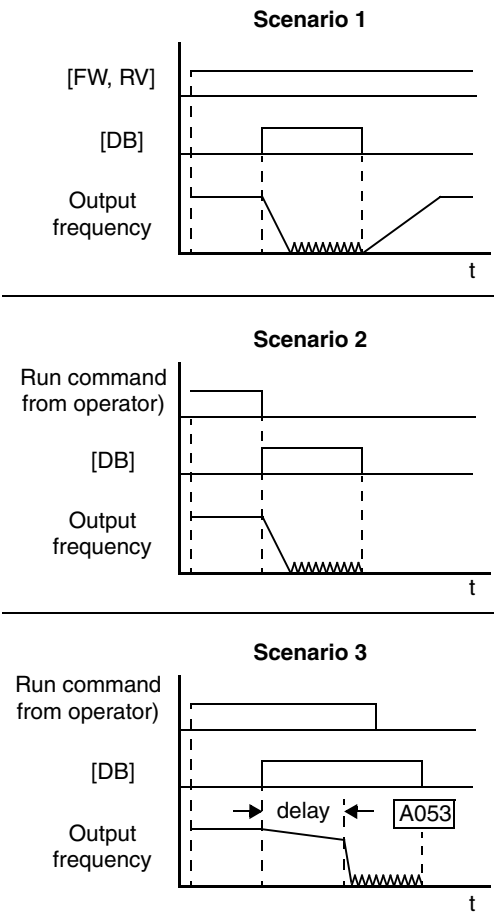 Scenario 1
[FW, RV]
[DB]
Output
frequency
t
Scenario 2
Run command
from operator)
[DB]
Output
frequency
t
Scenario 3
Run command
from operator)
[DB]
delay
A053
Output
frequency
t